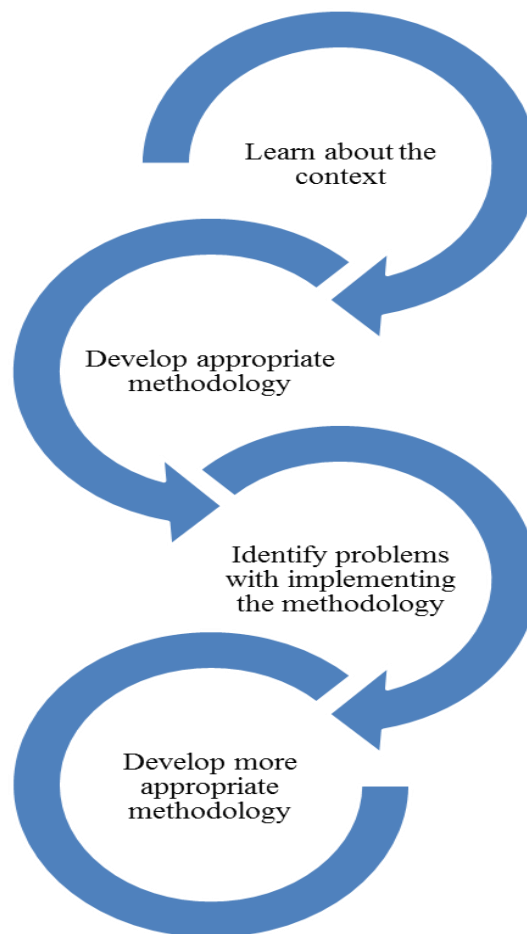 Learn about the
context
Develop appropriate
methodology
Identify problems
with implementing
the methodology
Develop more
appropriate
methodology